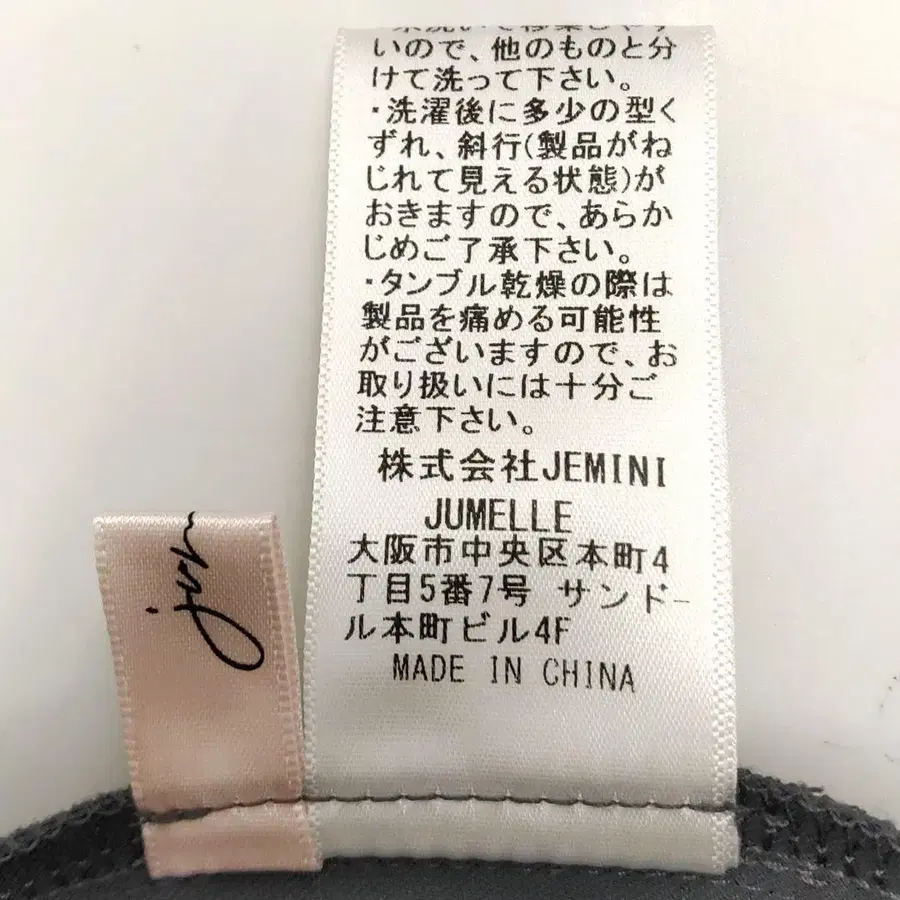 いので、他のものと分
けて洗って下さい。
・洗濯後に多少の型く
ずれ、斜行(製品がね
じれて見える状態)が
おきますので、あらか
じめご了承下さい。
・タンブル乾燥の際は
製品を痛める可能性
がございますので、お
取り扱いには十分ご
注意下さい。
株式会社JEMINI
JUMELLE
大阪市中央区本町4
丁目5番7号 サンドー
ル本町ビル4F
MADE IN CHINA